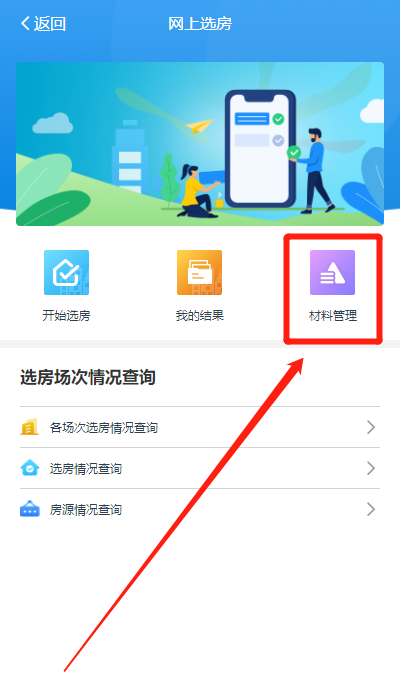 返回
网上选房
开始选房
我的结果
材料管理
选房场次情况查询
各场次选房情况查询
选房情况查询
房源情况查询